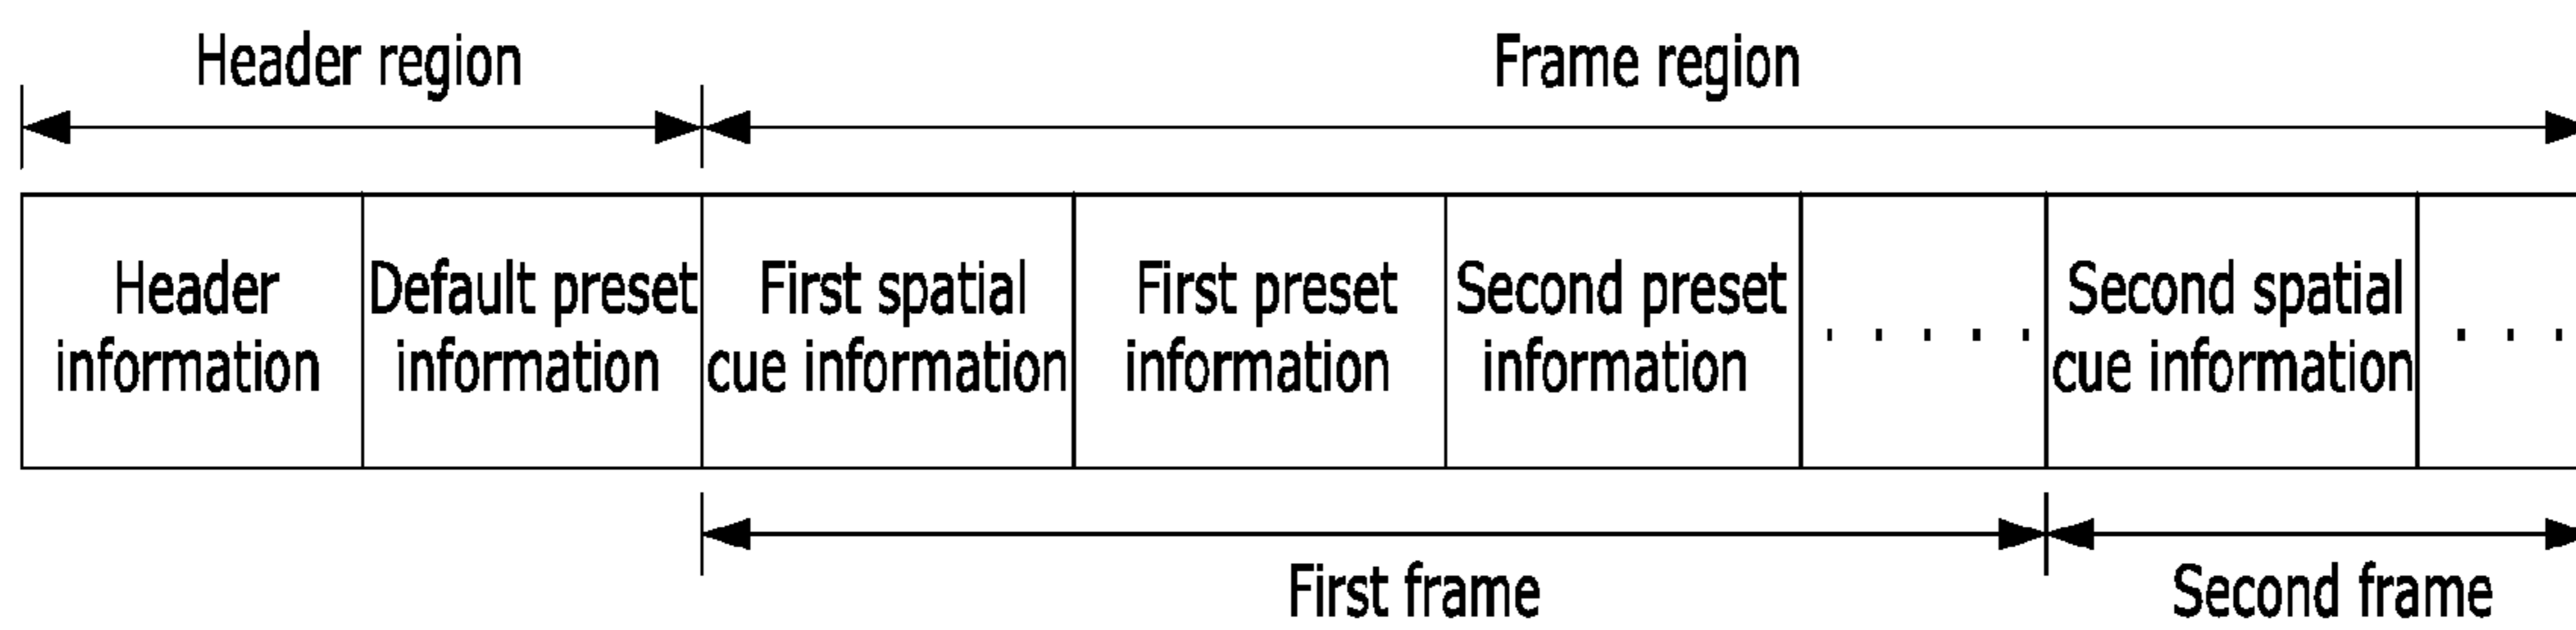 Header region
Frame region
Header
information
Default preset
information
First spatial
cue information
First preset
information
Second preset
information
. . . . .
Second spatial
cue information
. . .
First frame
Second frame